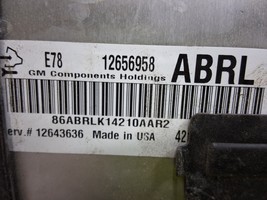 E78 12656958 ABRL
GM Components Holdings
86ABRLK14210AAR2
erv.# 12643636 Made in USA 42